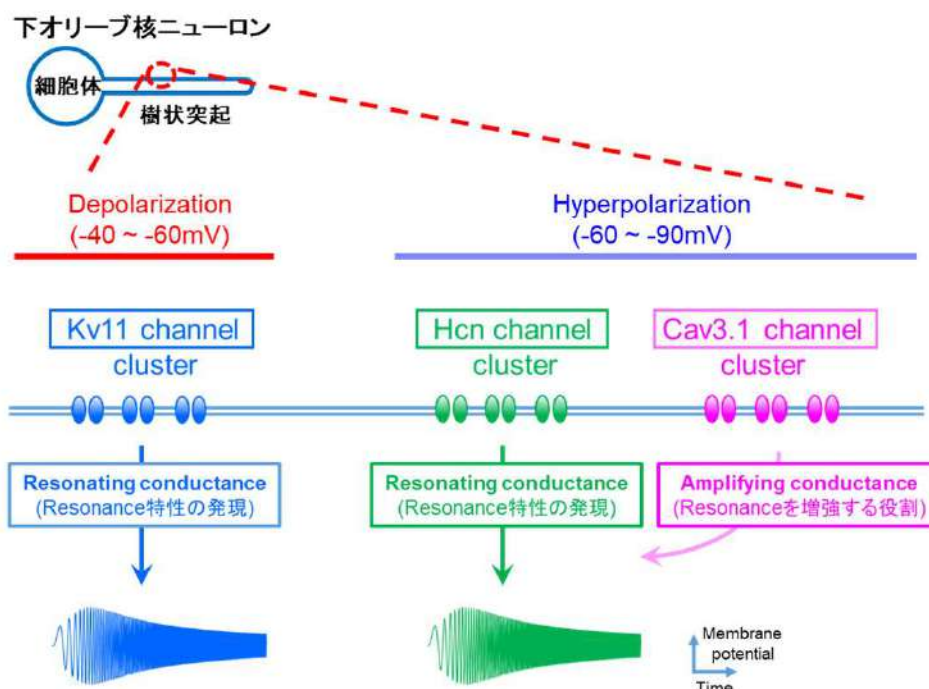 下オリーブ核ニューロン
細胞体
樹状突起
Depolarization
(-40 ~ -60mV)
Hyperpolarization
(-60 ~ -90mV)
Kv11 channel
cluster
Hcn channel
cluster
Cav3.1 channel
cluster
Resonating conductance
(Resonance特性の発現)
Resonating conductance
(Resonance特性の発現)
Amplifying conductance
(Resonanceを増強する役割)
Membrane
potential
Time